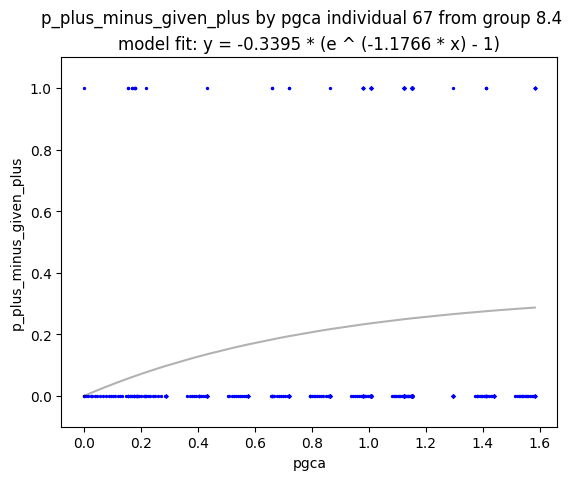 p_plus_minus_given_plus by pgca individual 67 from group 8.4
model fit: y = -0.3395 * (e ^ (-1.1766 * x) - 1)
1.0
0.8
0.6
0.4
0.2
0.0
p_plus_minus_given_plus
0.0 0.2 0.4 0.6 0.8 1.0 1.2 1.4 1.6
pgca